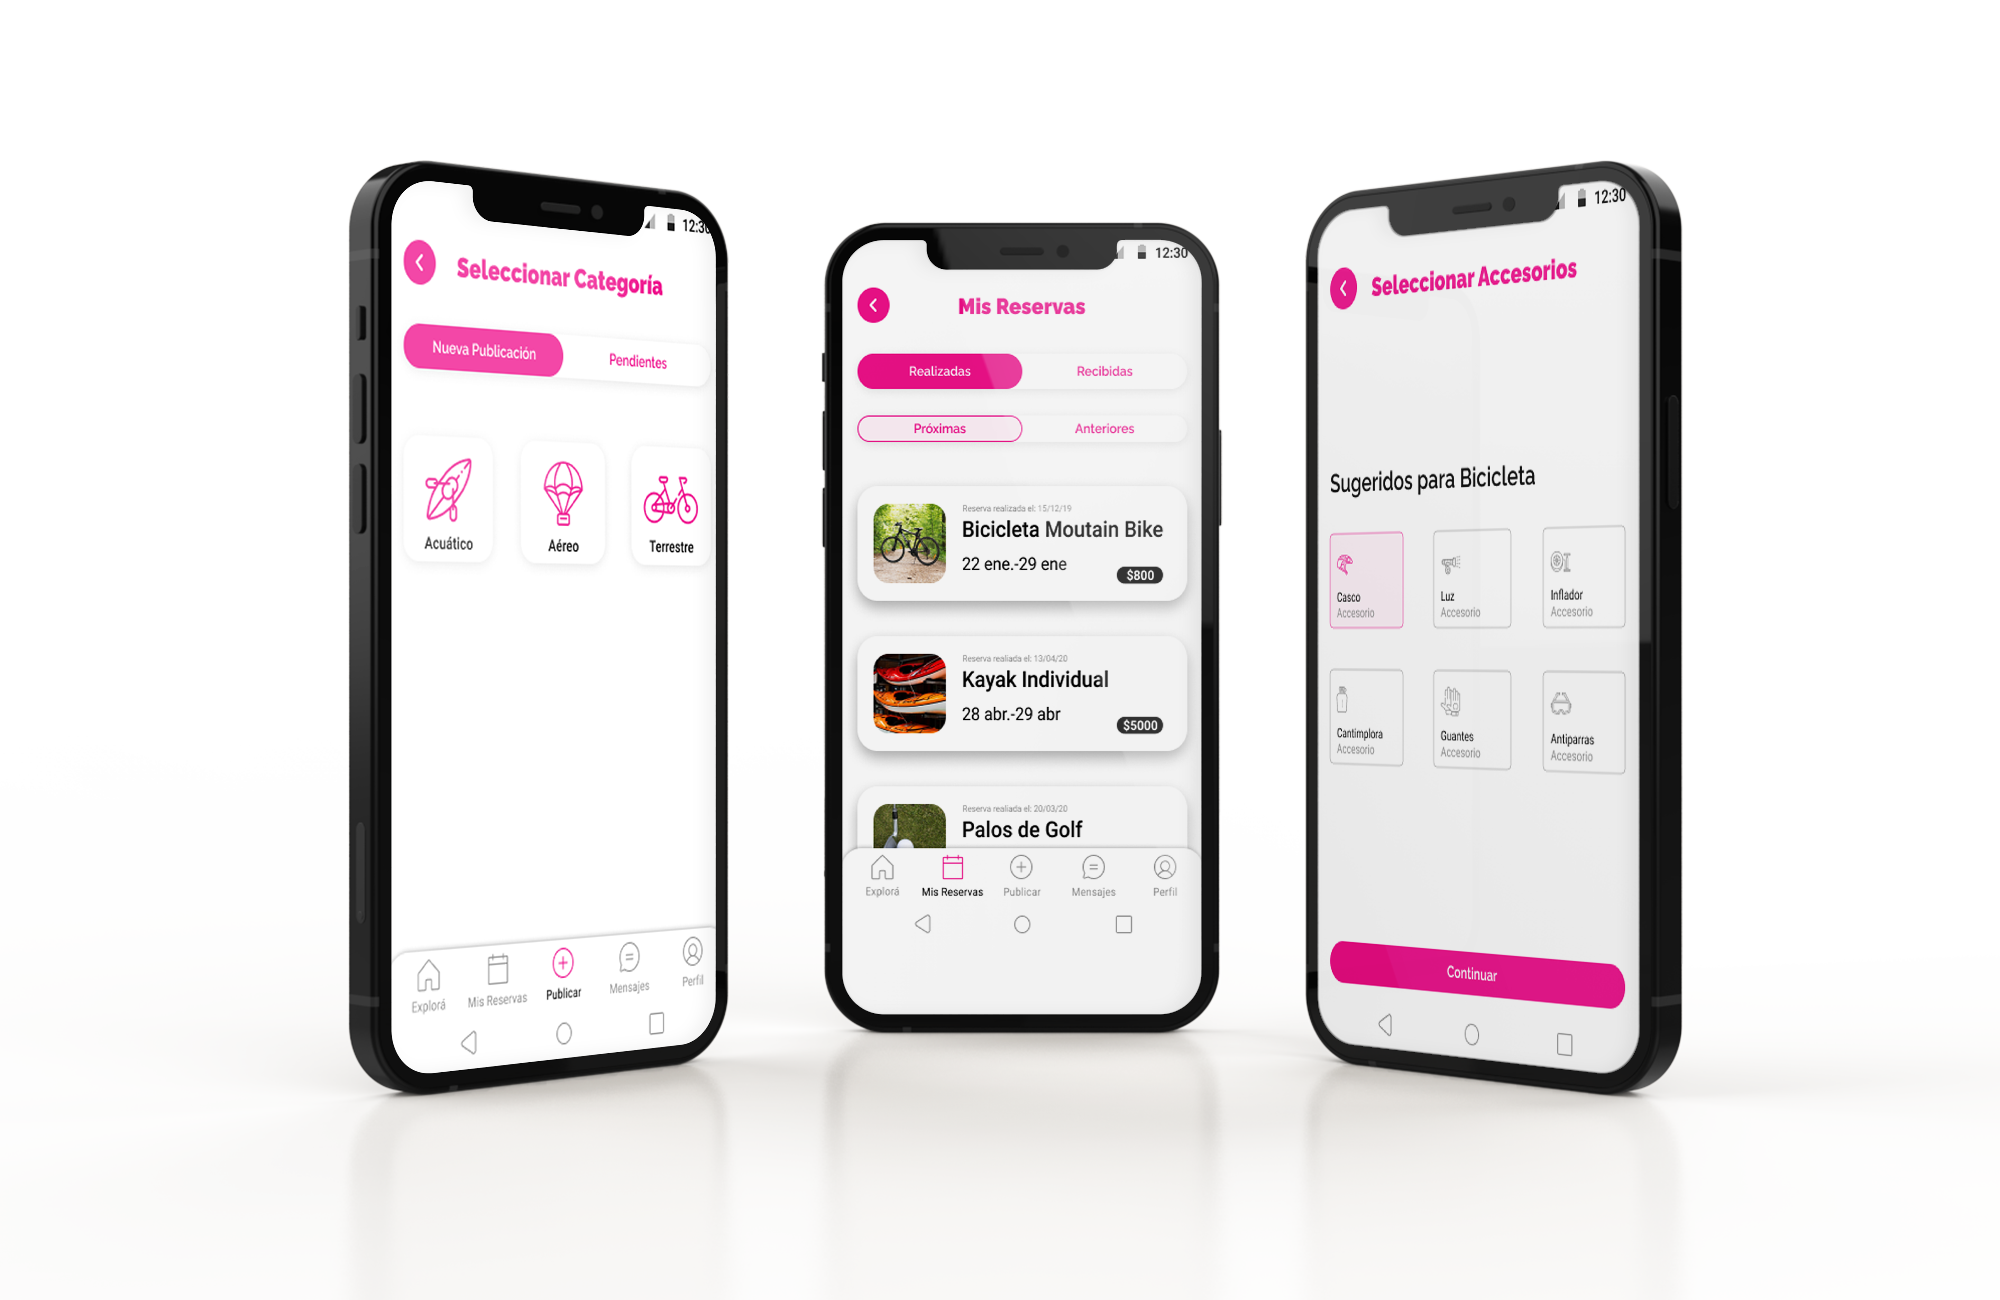 12:30
Seleccionar Categoría
Nueva Publicación
Pendientes
Acuático
Aéreo
Terrestre
Explorá
Mis Reservas
Publicar
Mensajes
Perfil
12:30
Mis Reservas
Realizadas
Recibidas
Próximas
Anteriores
Reserva realizada el: 15/12/19
Bicicleta Moutain Bike
22 ene.-29 ene
$800
Reserva realiada el: 13/04/20
Kayak Individual
28 abr.-29 abr
$5000
Reserva realiada el: 20/03/20
Palos de Golf
Explorá
Mis Reservas
Publicar
Mensajes
Perfil
12:30
Seleccionar Accesorios
Sugeridos para Bicicleta
Casco
Accesorio
Luz
Accesorio
Inflador
Accesorio
Cantimplora
Accesorio
Guantes
Accesorio
Antiparras
Accesorio
Continuar